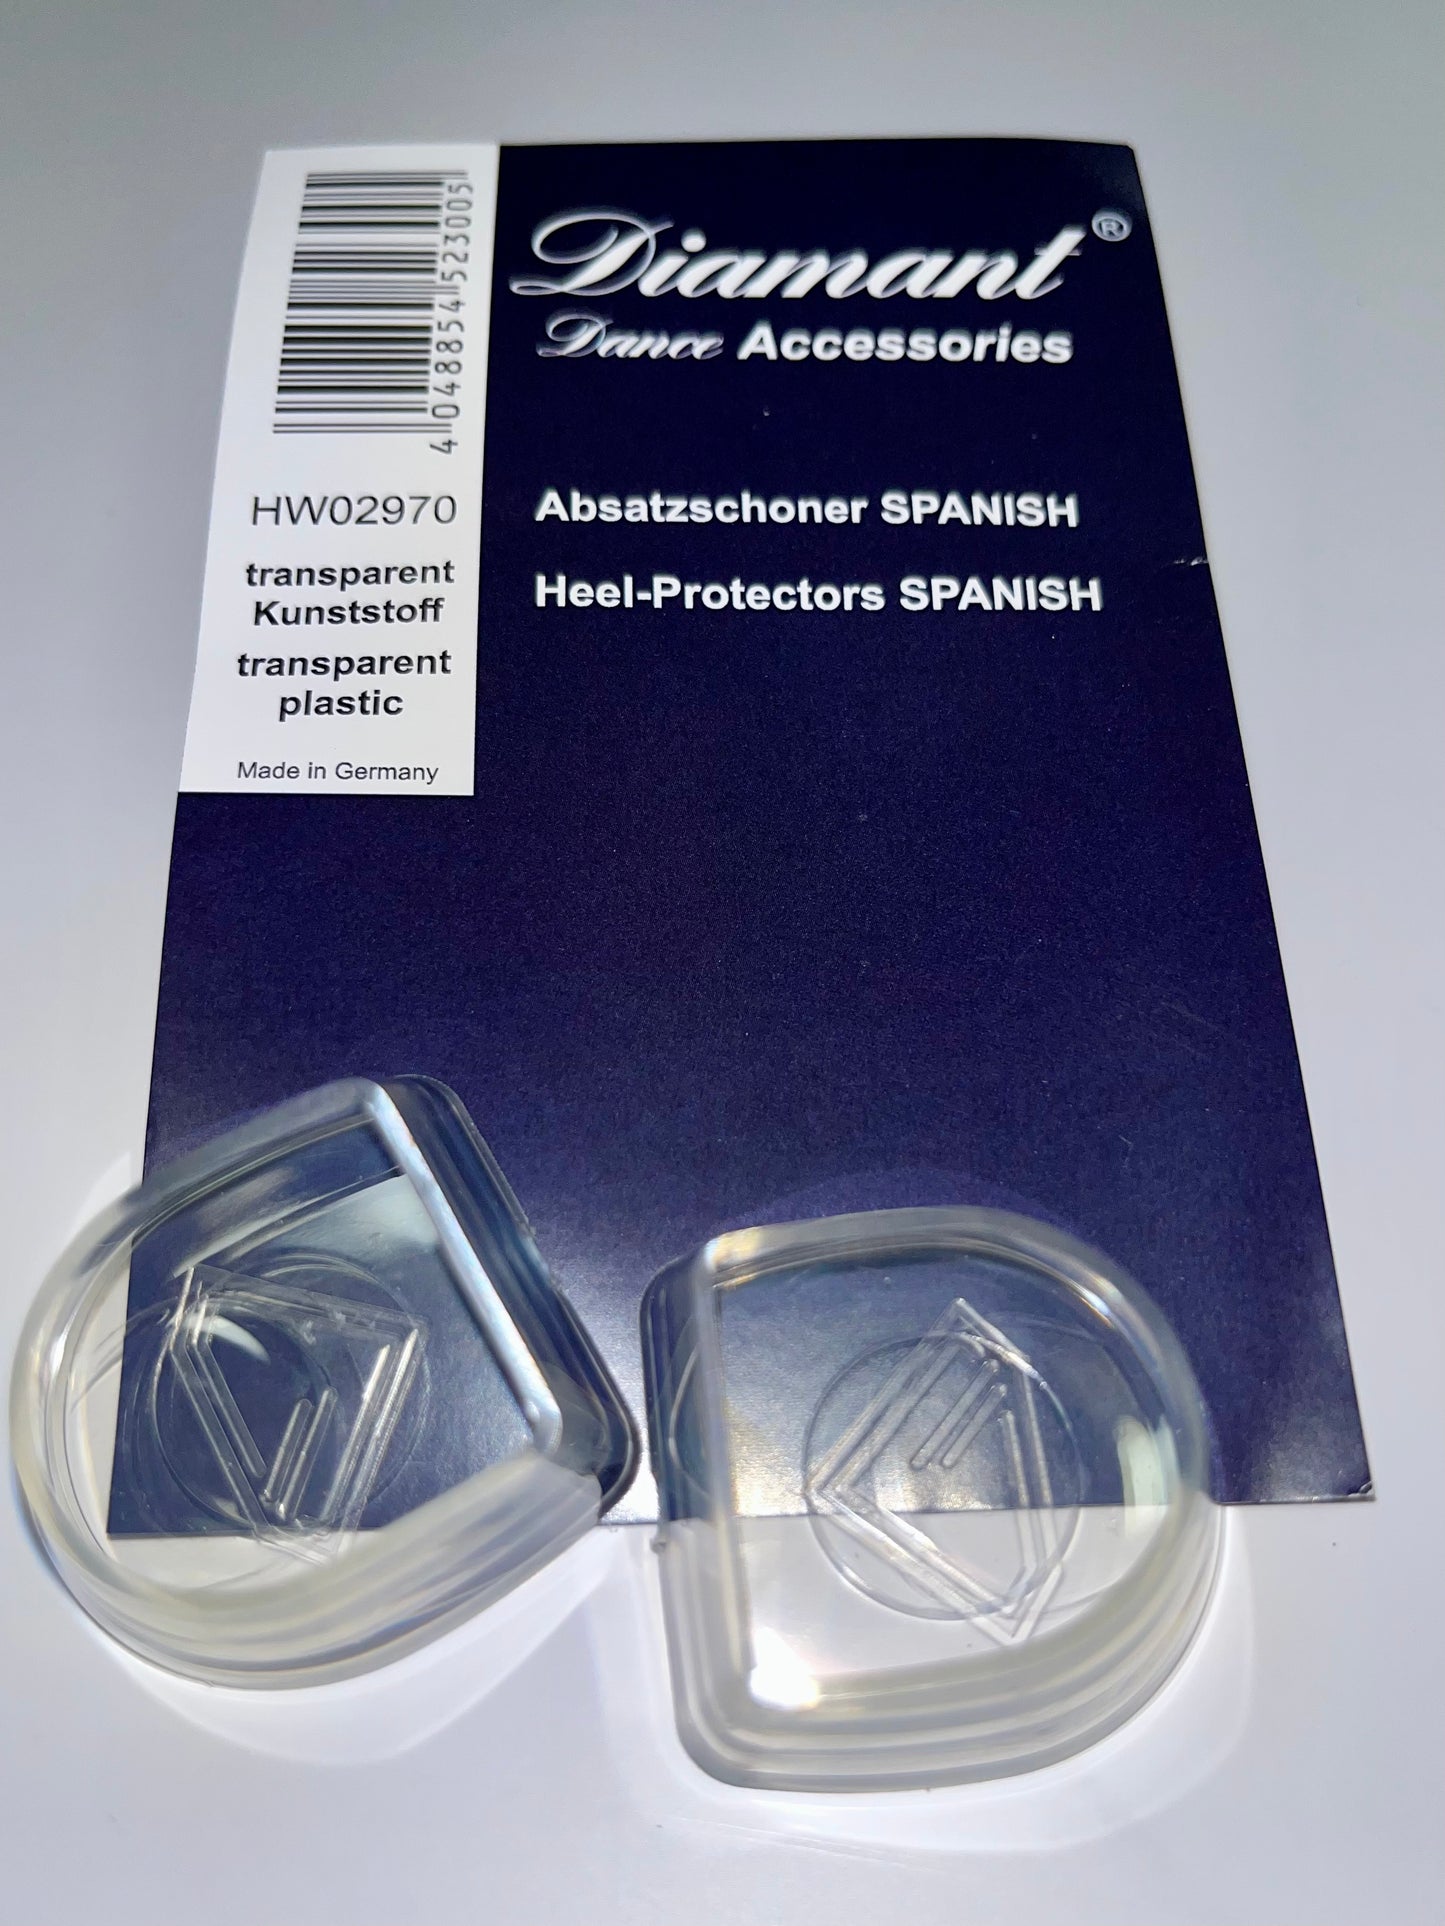 4 048854 523005
HW02970
transparent
Kunststoff
transparent
plastic
Made in Germany
Diamant®
Dance Accessories
Absatzschoner SPANISH
Heel-Protectors SPANISH